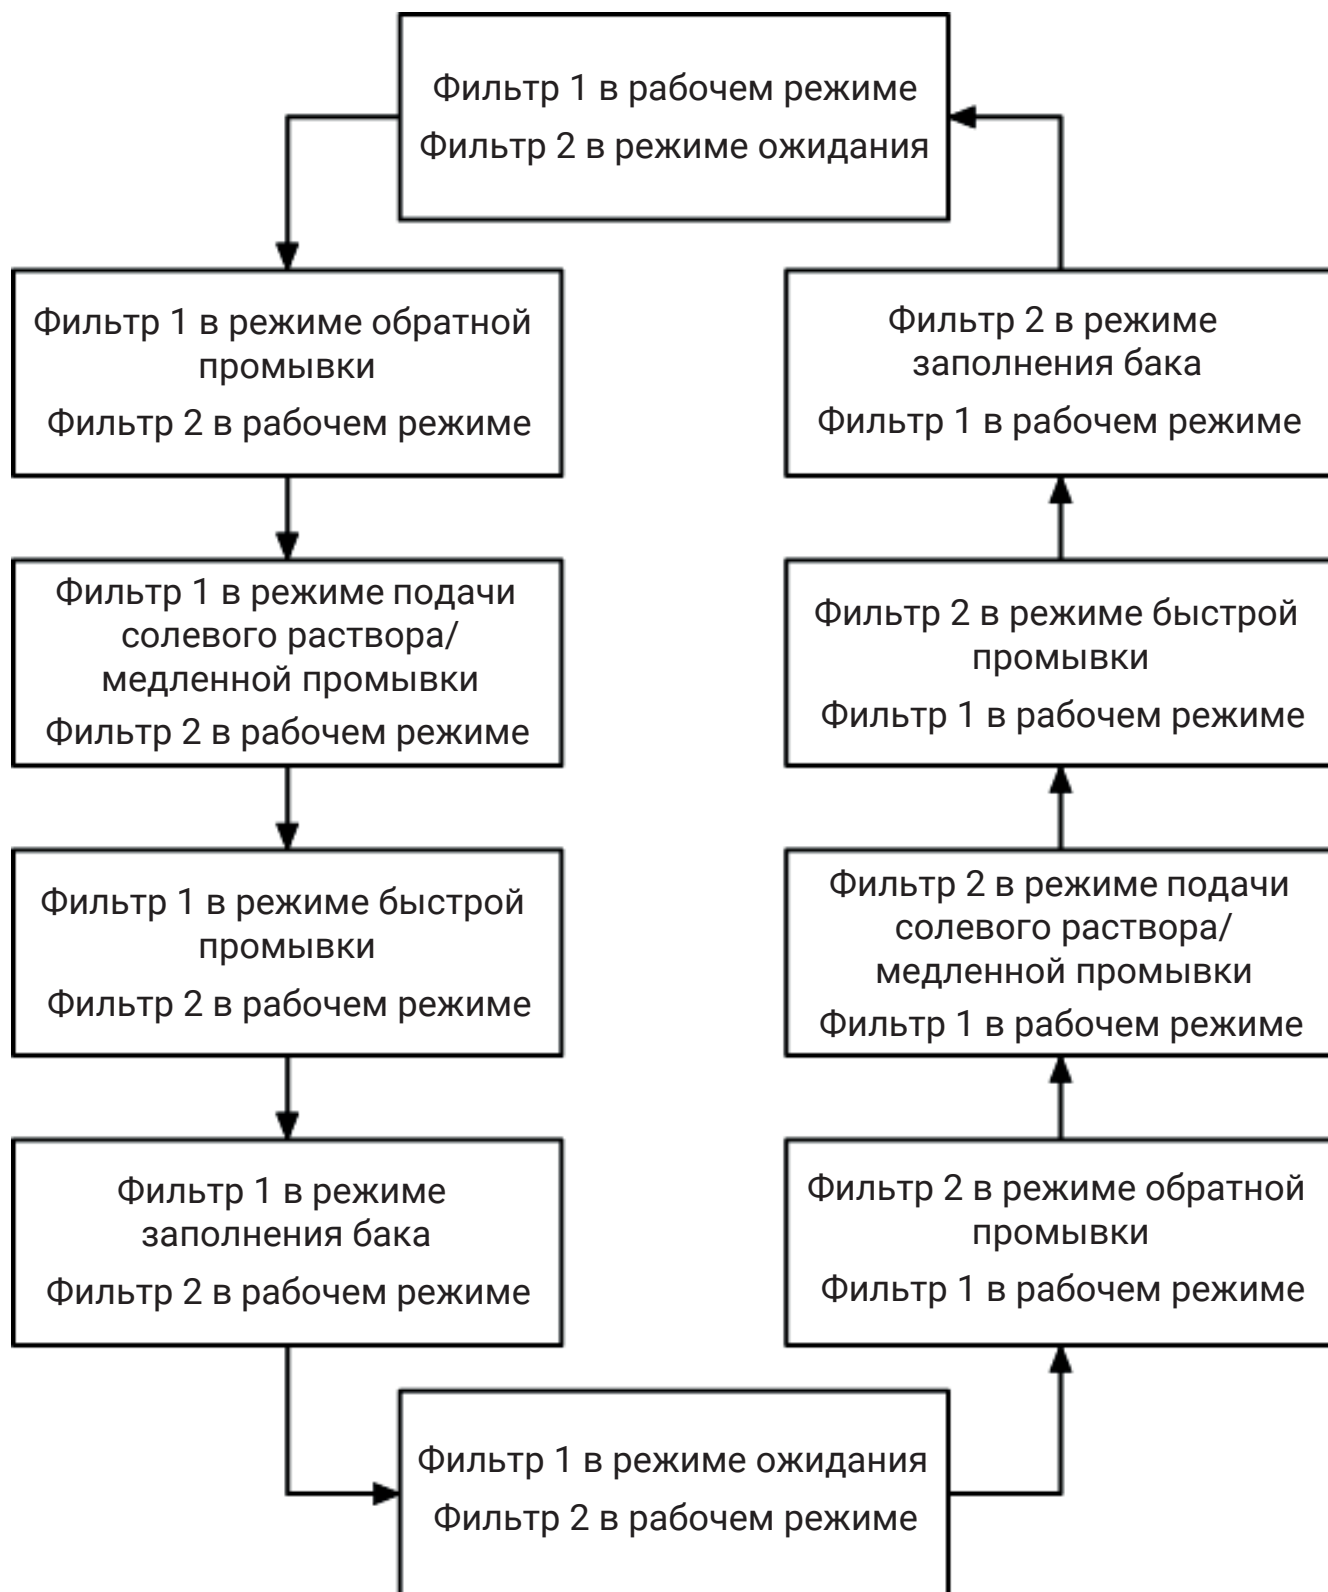 Фильтр 1 в рабочем режиме
Фильтр 2 в режиме ожидания
Фильтр 1 в режиме обратной
промывки
Фильтр 2 в рабочем режиме
Фильтр 1 в режиме подачи
солевого раствора/
медленной промывки
Фильтр 2 в рабочем режиме
Фильтр 1 в режиме быстрой
промывки
Фильтр 2 в рабочем режиме
Фильтр 1 в режиме
заполнения бака
Фильтр 2 в рабочем режиме
Фильтр 1 в режиме ожидания
Фильтр 2 в рабочем режиме
Фильтр 2 в режиме обратной
промывки
Фильтр 1 в рабочем режиме
Фильтр 2 в режиме подачи
солевого раствора/
медленной промывки
Фильтр 1 в рабочем режиме
Фильтр 2 в режиме быстрой
промывки
Фильтр 1 в рабочем режиме
Фильтр 2 в режиме
заполнения бака
Фильтр 1 в рабочем режиме